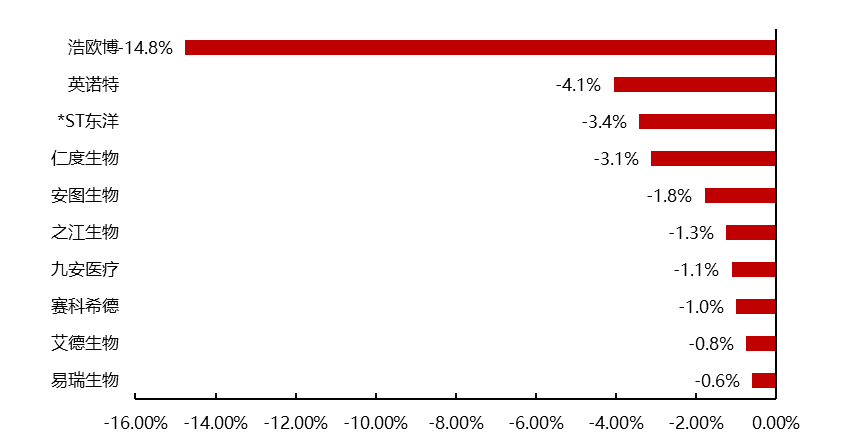 浩欧博 -14.8%
英诺特 -4.1%
*ST东洋 -3.4%
仁度生物 -3.1%
安图生物 -1.8%
之江生物 -1.3%
九安医疗 -1.1%
赛科希德 -1.0%
艾德生物 -0.8%
易瑞生物 -0.6%
-16.00% -14.00% -12.00% -10.00% -8.00% -6.00% -4.00% -2.00% 0.00%